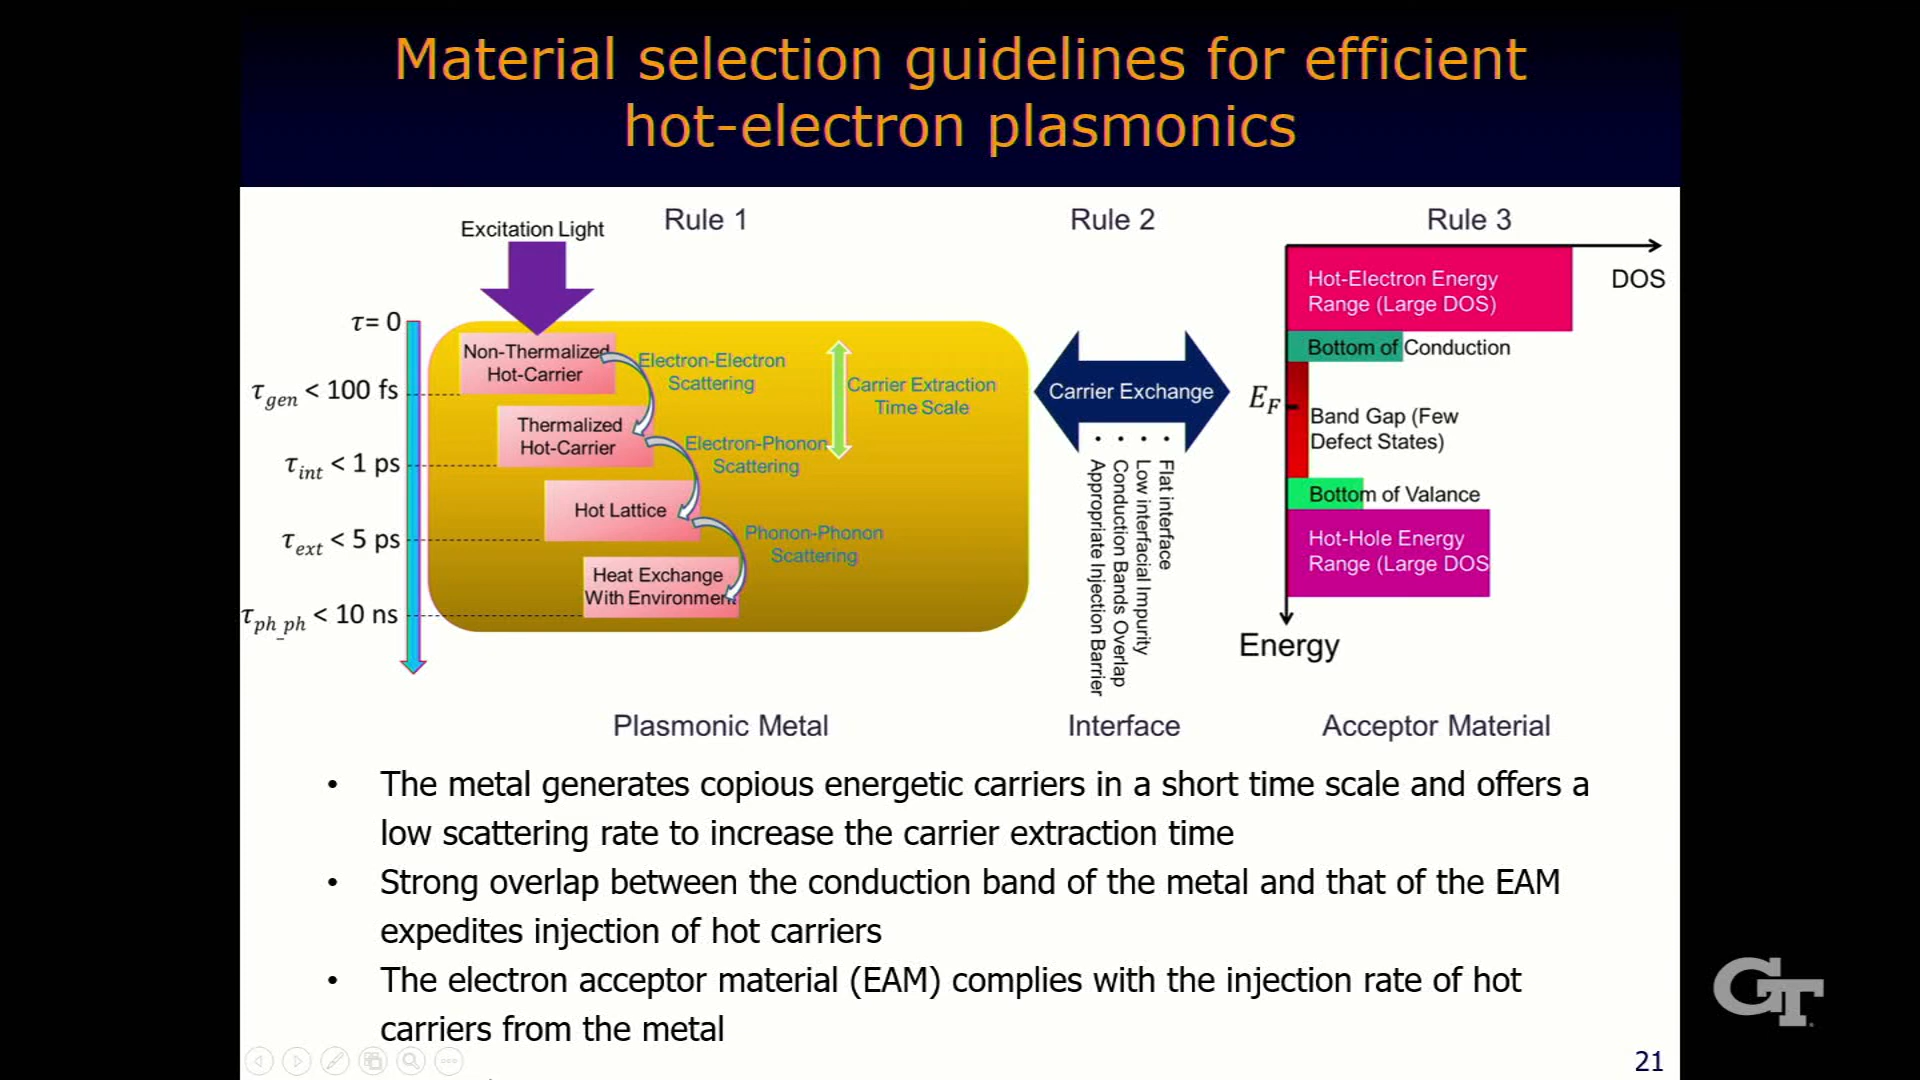 Material selection guidelines for efficient
hot-electron plasmonics
Rule 1
Rule 2
Rule 3
Excitation Light
τ= 0
τgen < 100 fs
τint < 1 ps
τext < 5 ps
τph_ph < 10 ns
Non-Thermalized
Hot-Carrier
Electron-Electron
Scattering
Thermalized
Hot-Carrier
Electron-Phonon
Scattering
Hot Lattice
Phonon-Phonon
Scattering
Heat Exchange
With Environment
Carrier Extraction
Time Scale
Plasmonic Metal
Carrier Exchange
Flat interface
Low interfacial Impurity
Conduction Bands Overlap
Appropriate Injection Barrier
Interface
DOS
Hot-Electron Energy
Range (Large DOS)
Bottom of Conduction
EF
Band Gap (Few
Defect States)
Bottom of Valance
Hot-Hole Energy
Range (Large DOS
Energy
Acceptor Material
• The metal generates copious energetic carriers in a short time scale and offers a
low scattering rate to increase the carrier extraction time
• Strong overlap between the conduction band of the metal and that of the EAM
expedites injection of hot carriers
• The electron acceptor material (EAM) complies with the injection rate of hot
carriers from the metal
21
GT